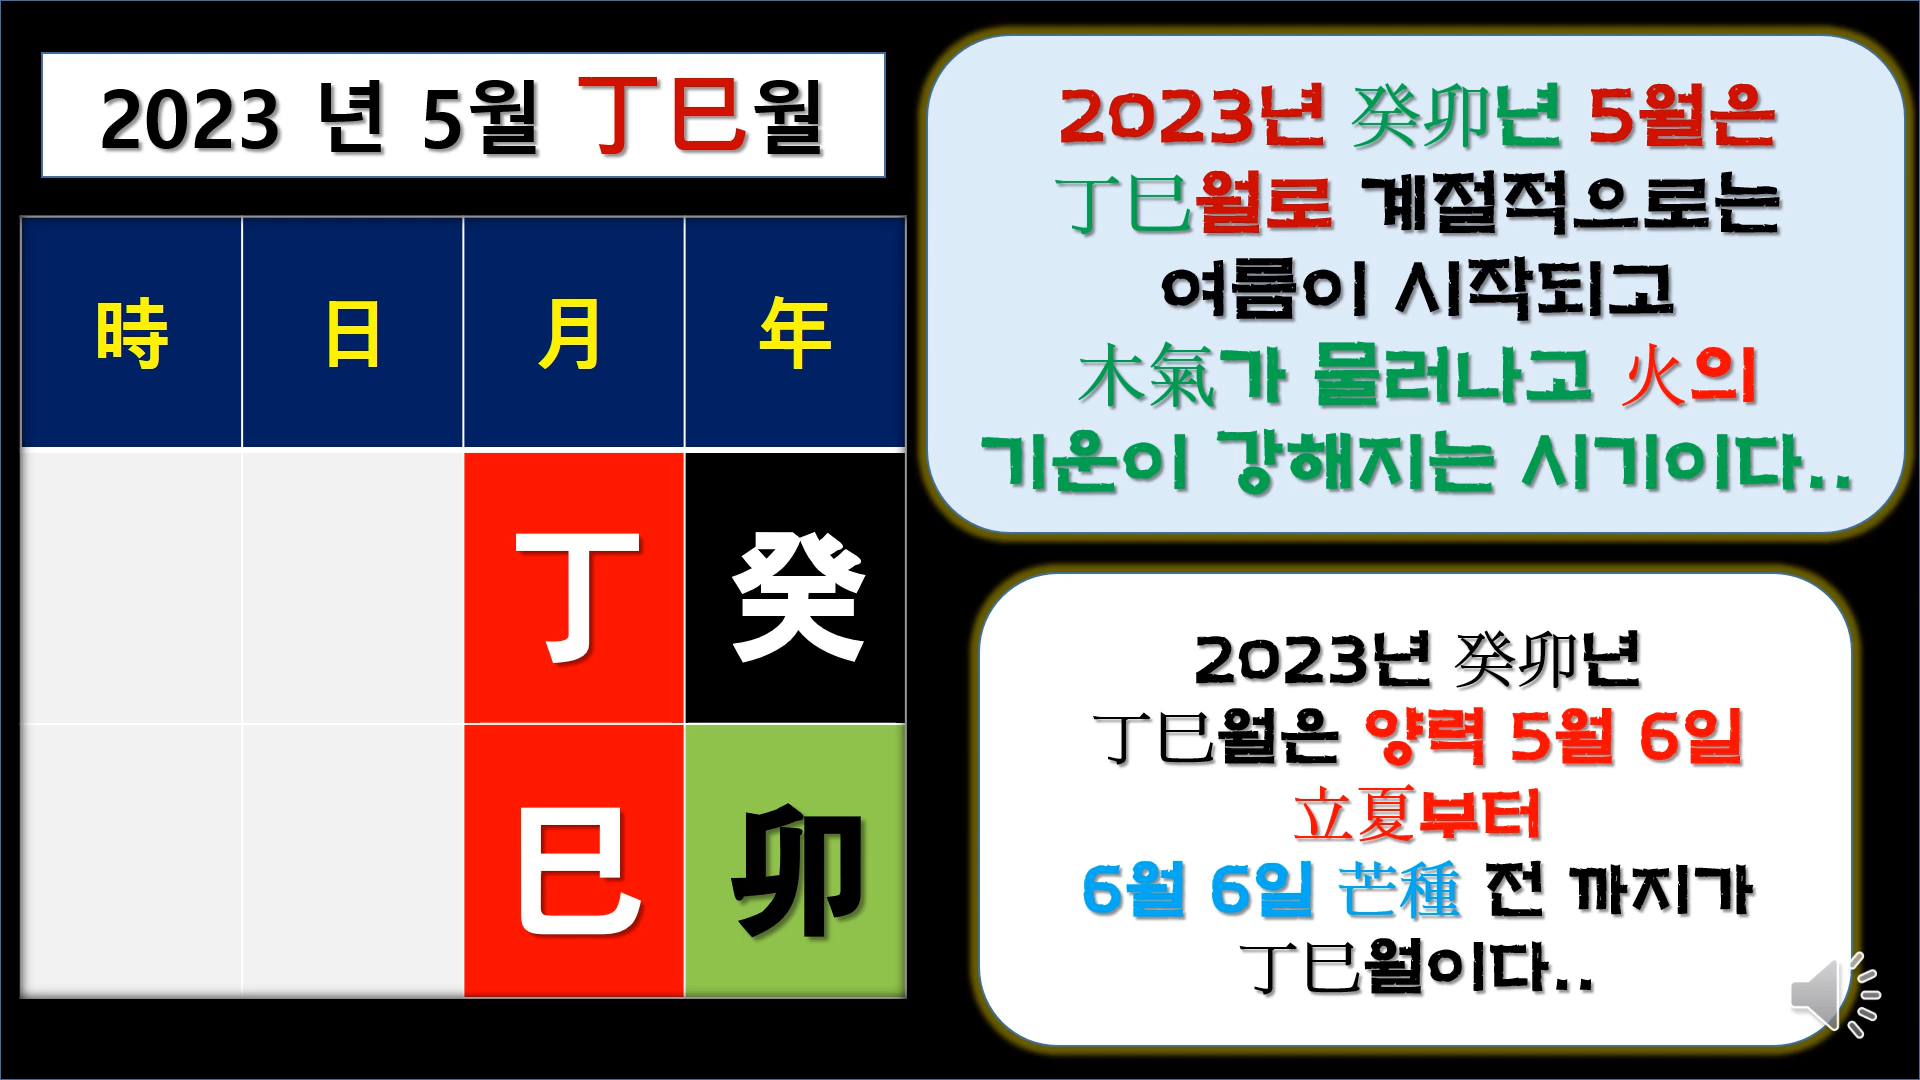 2023 년 5월 丁巳월
時 日 月 年
丁 癸
巳 卯
2023년 癸卯년 5월은
丁巳월로 계절적으로는
여름이 시작되고
木氣가 물러나고 火의
기운이 강해지는 시기이다..
2023년 癸卯년
丁巳월은 양력 5월 6일
立夏부터
6월 6일 芒種 전 까지가
丁巳월이다..